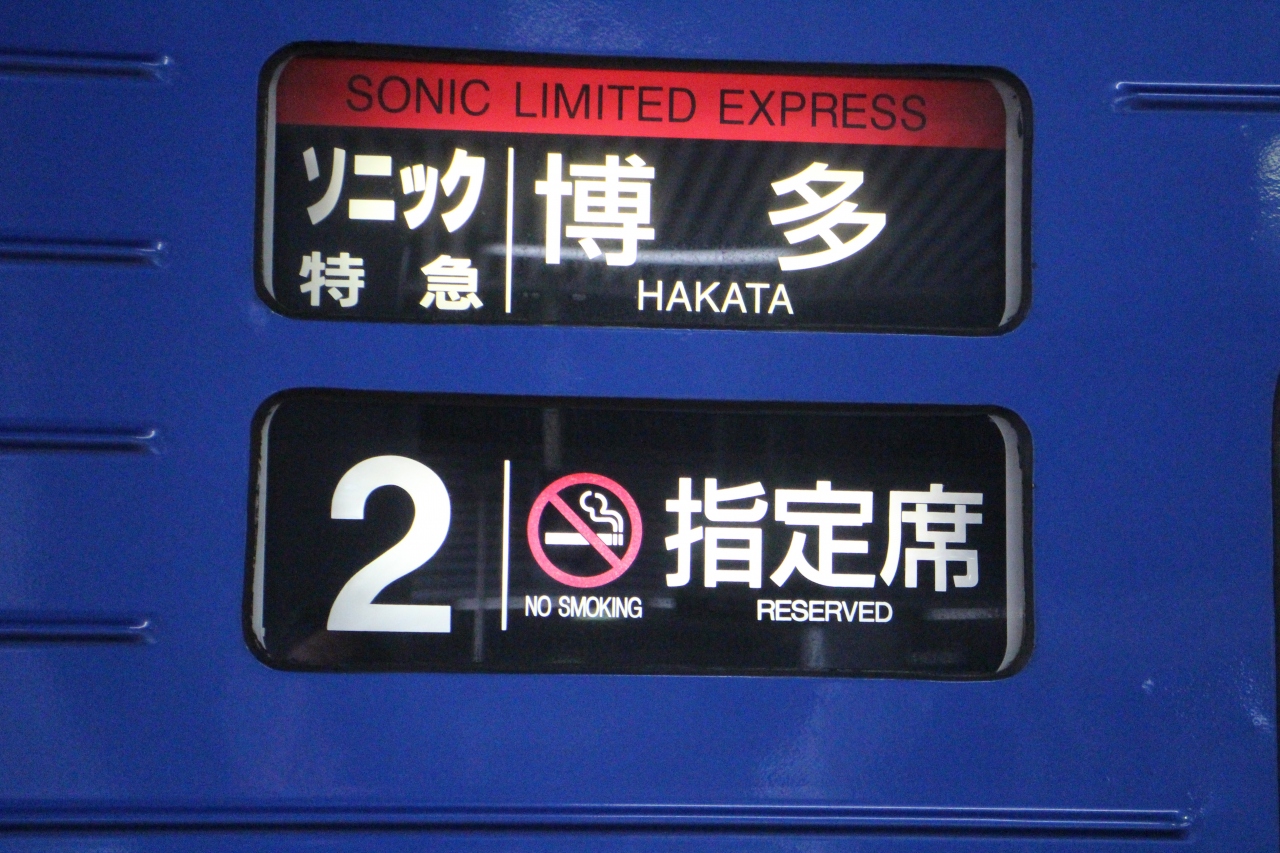 SONIC LIMITED EXPRESS
ソニック
特急
博多
HAKATA
2
NO SMOKING
指定席
RESERVED